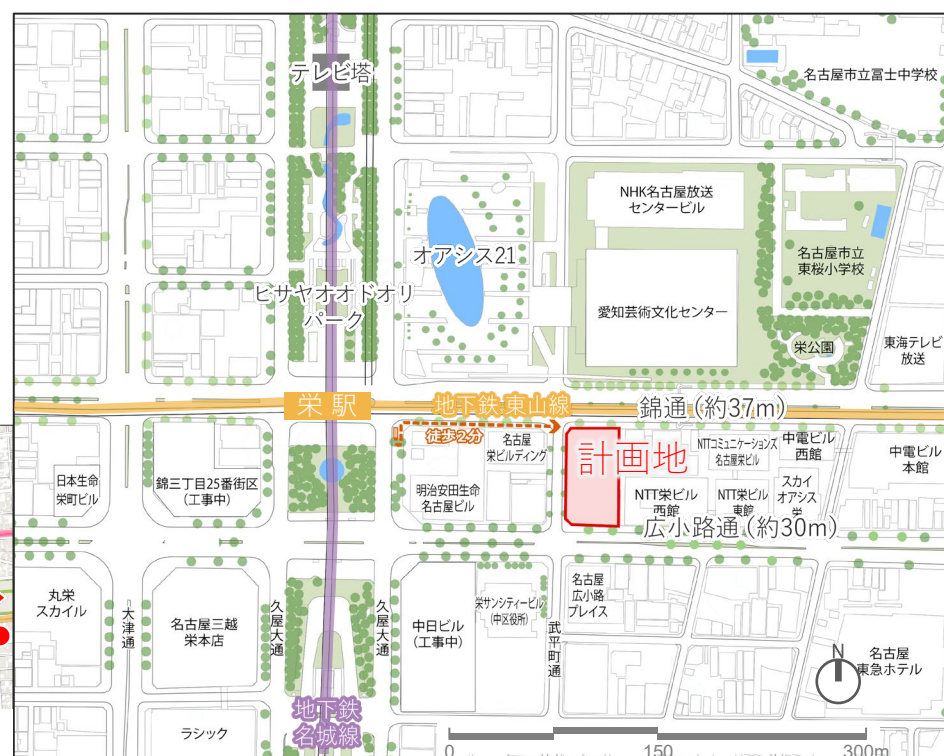 テレビ塔
名古屋市立冨士中学校
NHK名古屋放送
センタービル
オアシス21
名古屋市立
東桜小学校
ヒサヤオオドオリ
パーク
愛知芸術文化センター
栄公園
東海テレビ
放送
栄駅
地下鉄 東山線
錦通(約37m)
徒歩2分
名古屋
栄ビルディング
計画地
NTTコミュニケーションズ
名古屋栄ビル
中電ビル
西館
中電ビル
本館
日本生命
栄町ビル
錦三丁目25番街区
(工事中)
明治安田生命
名古屋ビル
NTT栄ビル
西館
NTT栄ビル
東館
スカイ
オアシス
栄
広小路通(約30m)
丸栄
スカイル
大津通
名古屋三越
栄本店
久屋大通
久屋大通
中日ビル
(工事中)
栄サンシティービル
(中区役所)
武平町通
名古屋
広小路
プレイス
N
名古屋
東急ホテル
地下鉄
名城線
ラシック
0
150
300m